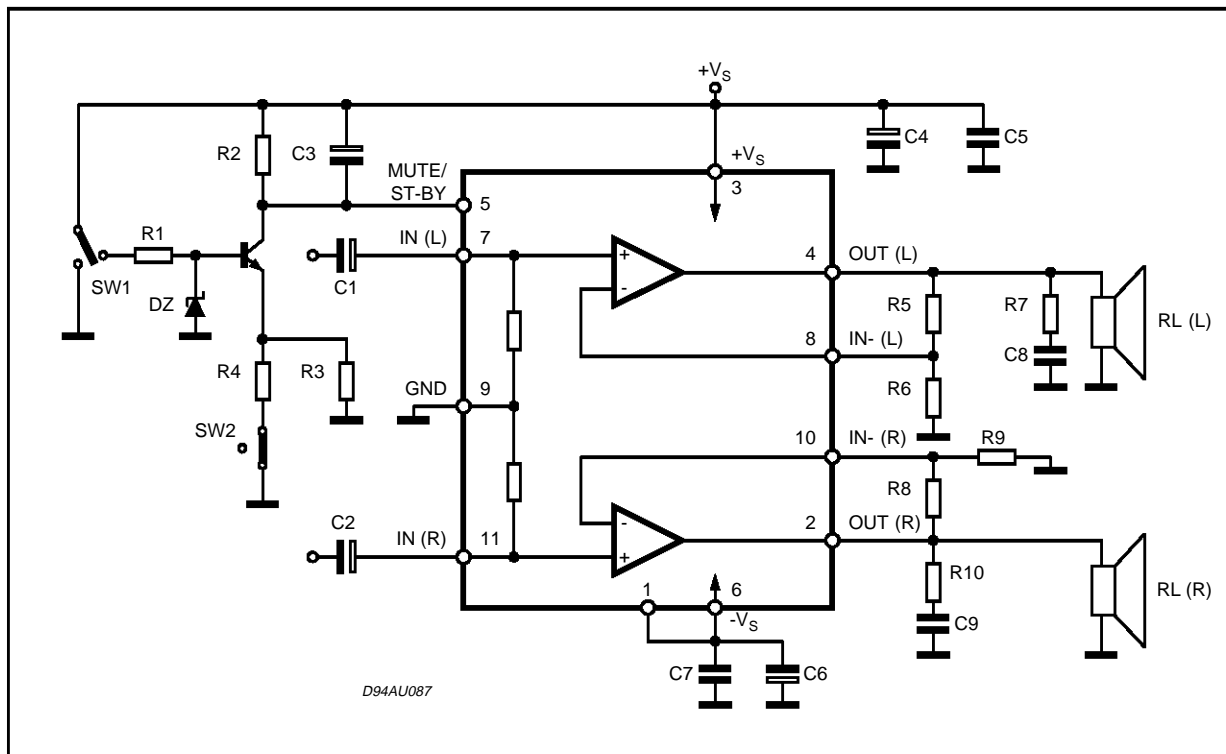 +VS
R2
C3
C4
C5
MUTE/
ST-BY
+VS
3
5
R1
IN (L)
7
4
OUT (L)
+
-
SW1
DZ
C1
R5
R7
RL (L)
8
IN- (L)
C8
R4
R3
GND
9
R6
SW2
10
IN- (R)
R9
R8
C2
IN (R)
11
-
+
2
OUT (R)
1
6
-VS
R10
RL (R)
C9
C7
C6
D94AU087